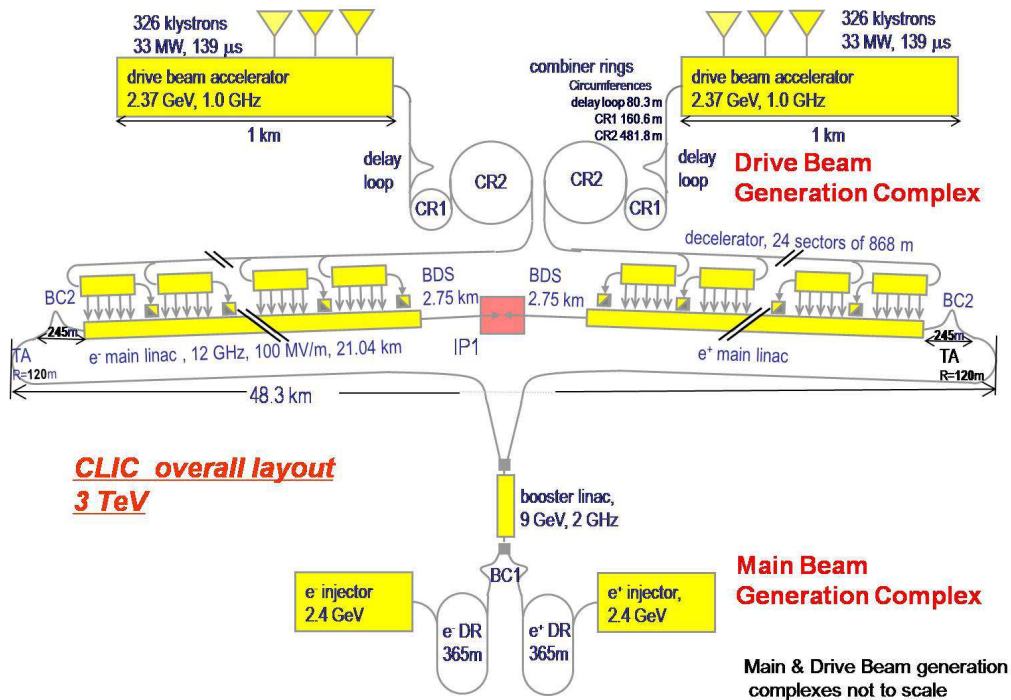 326 klystrons
33 MW, 139 μs
drive beam accelerator
2.37 GeV, 1.0 GHz
1 km
delay
loop
CR1
CR2
326 klystrons
33 MW, 139 μs
combiner rings
Circumferences
delay loop 80.3 m
CR1 160.6 m
CR2 481.8 m
drive beam accelerator
2.37 GeV, 1.0 GHz
1 km
CR2
CR1
delay
loop
Drive Beam
Generation Complex
decelerator, 24 sectors of 868 m
BC2
245m
TA
R=120m
BDS
2.75 km
BDS
2.75 km
IP1
BC2
245m
TA
R=120m
e⁻ main linac , 12 GHz, 100 MV/m, 21.04 km
e⁺ main linac
48.3 km
CLIC overall layout
3 TeV
booster linac,
9 GeV, 2 GHz
BC1
e⁻ injector
2.4 GeV
e⁻ DR
365m
e⁺ DR
365m
e⁺ injector,
2.4 GeV
Main Beam
Generation Complex
Main & Drive Beam generation
complexes not to scale